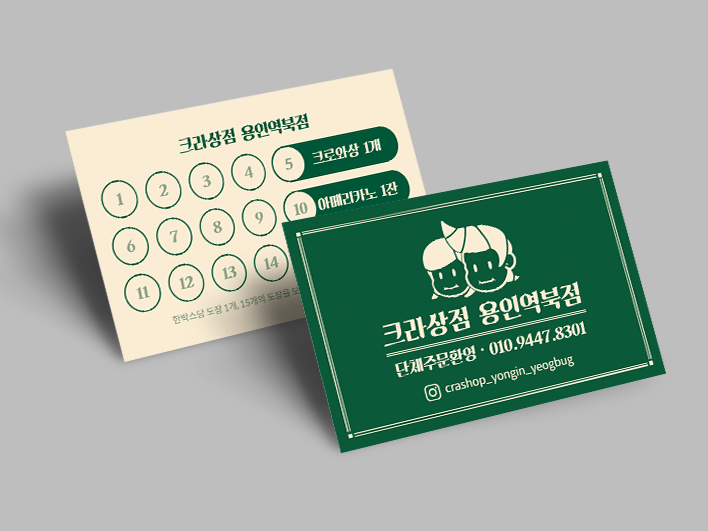 크라상점 용인역북점
1 2 3 4 5 크로와상 1개
6 7 8 9 10 아메리카노 1잔
11 12 13 14
한박스당 도장 1개, 15개의 도장을
크라상점 용인역북점
단체주문환영 · 010.9447.8301
crashop_yongin_yeogbug